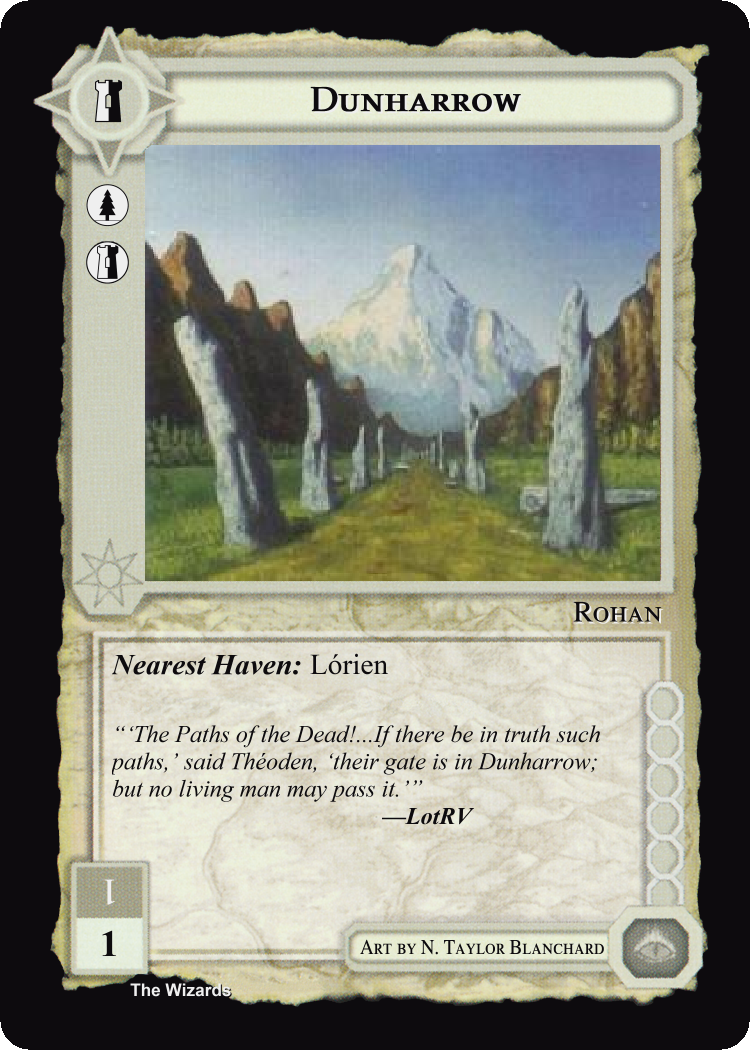 Dunharrow
Rohan
Nearest Haven: Lórien
“‘The Paths of the Dead!...If there be in truth such
paths,’ said Théoden, ‘their gate is in Dunharrow;
but no living man may pass it.’”
—LotRV
1
1
Art by N. Taylor Blanchard
The Wizards